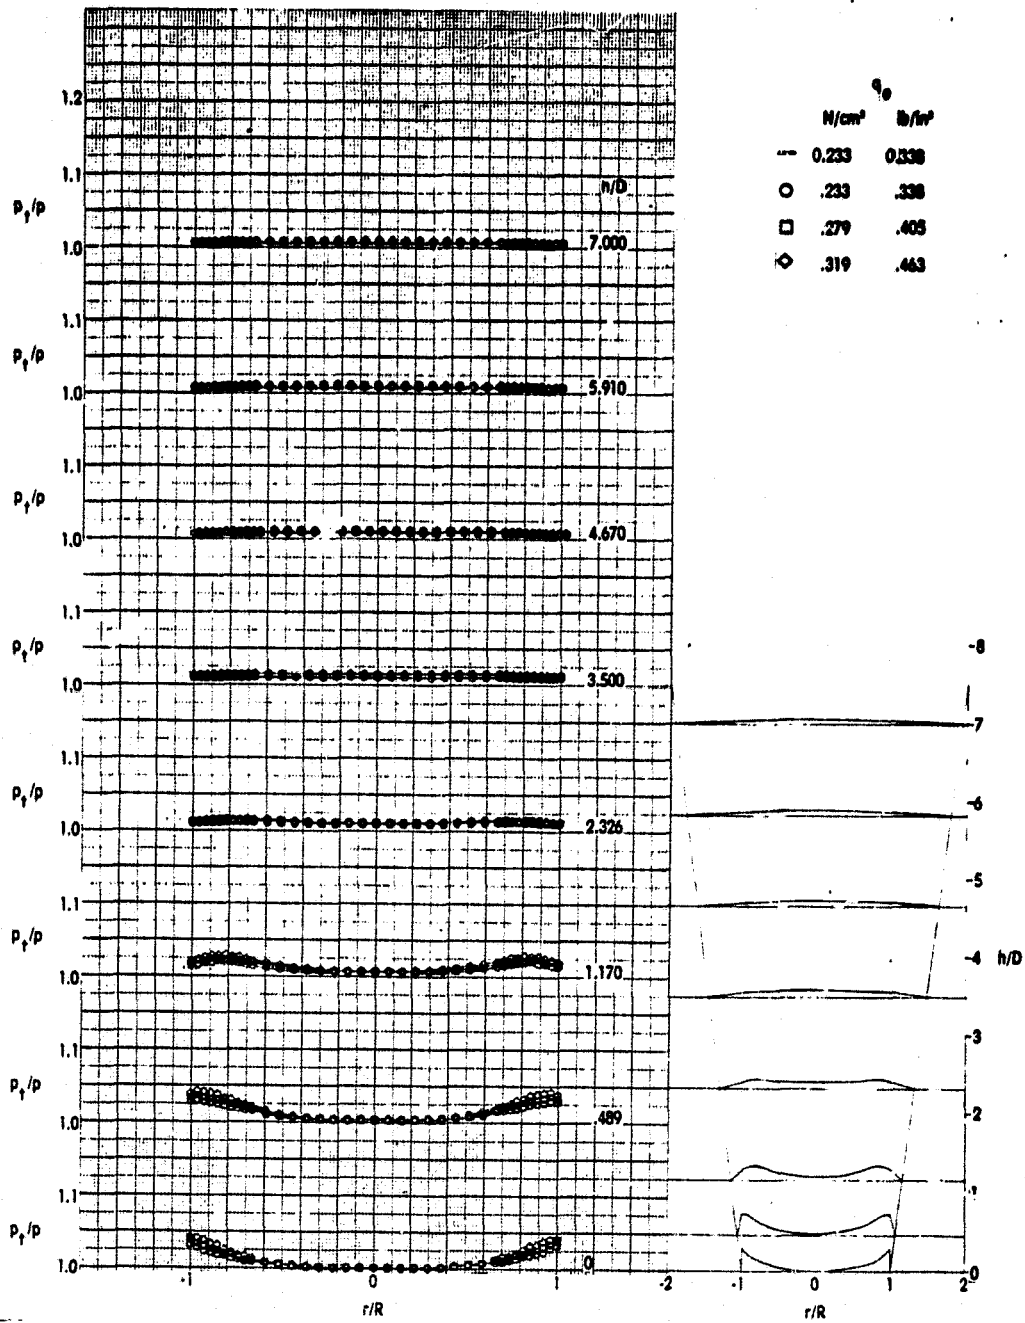 q_e
N/cm² lb/in²
0.233 0.338
.233 .338
.279 .405
.319 .463
h/D
1.2
1.1
p_t/p
1.0
7.000
1.1
p_t/p
1.0
5.910
1.1
p_t/p
1.0
4.670
1.1
p_t/p
1.0
3.500
1.1
p_t/p
1.0
2.326
1.1
p_t/p
1.0
1.170
1.1
p_t/p
1.0
.489
1.1
p_t/p
1.0
0
-1 0 1
r/R
8
7
6
5
4 h/D
3
2
1
0
-2 -1 0 1 2
r/R